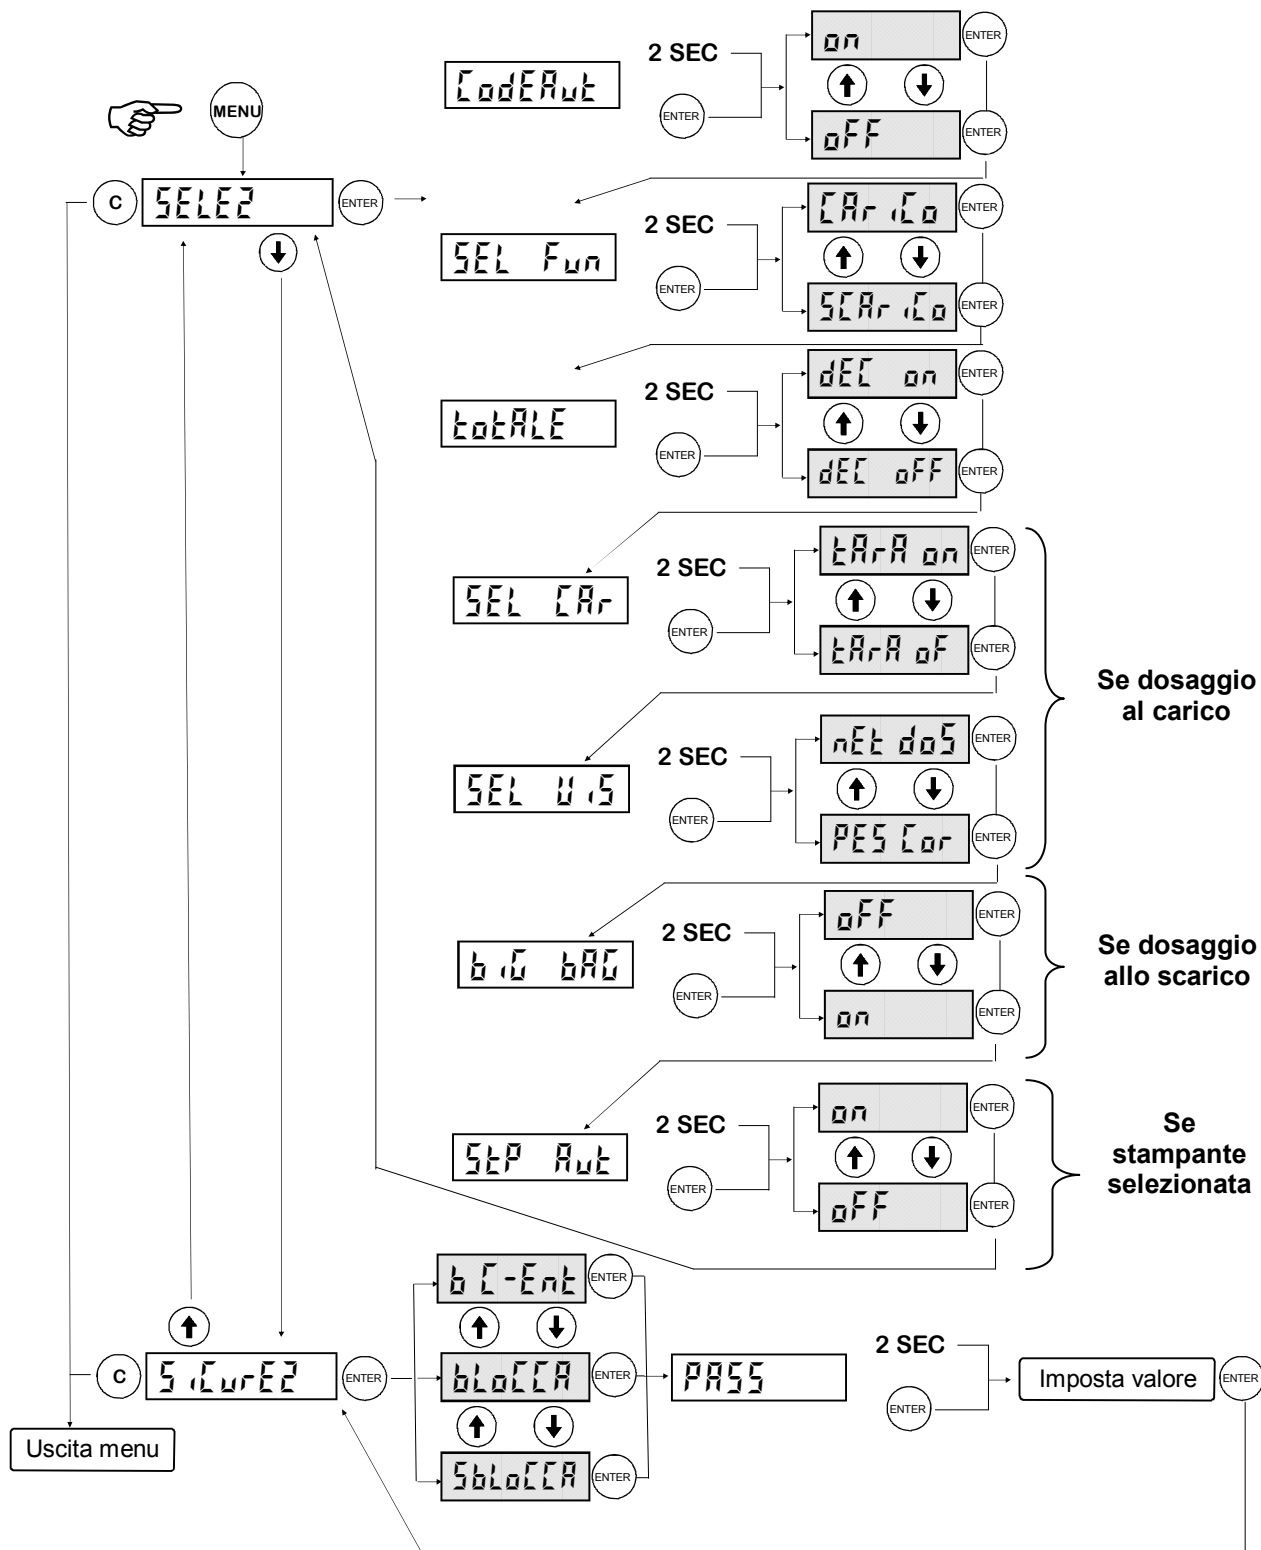 on
ENTER
2 SEC
CodEAut
ENTER
oFF
ENTER
MENU
C
SELEZ
ENTER
CAriCo
ENTER
2 SEC
SEL Fun
ENTER
SCAriCo
ENTER
dEC on
ENTER
2 SEC
totALE
ENTER
dEC oFF
ENTER
tArA on
ENTER
2 SEC
SEL CAr
ENTER
tArA oF
ENTER
Se dosaggio
al carico
nEt doS
ENTER
2 SEC
SEL UiS
ENTER
PES Cor
ENTER
oFF
ENTER
2 SEC
biG bAG
ENTER
on
ENTER
Se dosaggio
allo scarico
on
ENTER
2 SEC
StP Aut
ENTER
oFF
ENTER
Se
stampante
selezionata
b C-Ent
ENTER
C
SiCurEZ
ENTER
bLoCCA
ENTER
PASS
2 SEC
ENTER
Imposta valore
ENTER
Uscita menu
SbLoCCA
ENTER